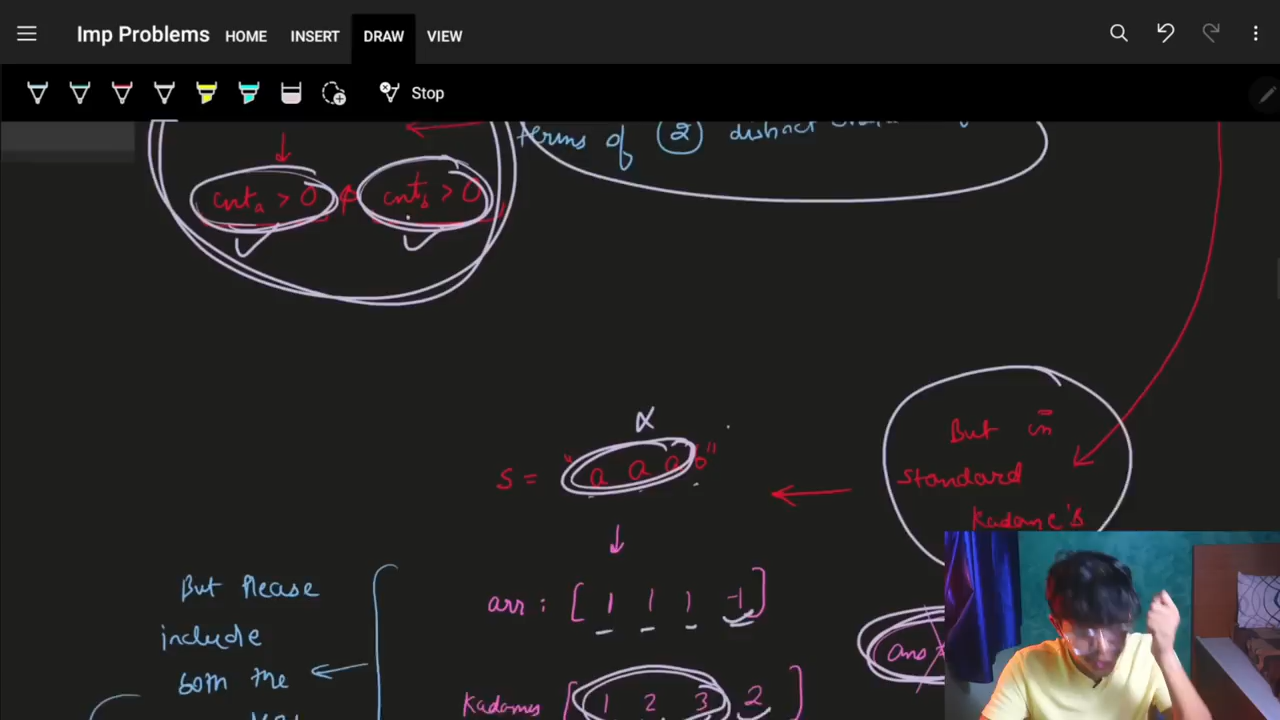 Imp Problems HOME INSERT DRAW VIEW
Stop
terms of 2 distinct
cnta > 0 & cntb > 0
But in
standard
Kadane's
S = "a a a b"
arr : [ 1 1 1 -1 ]
But Please
include
both the
ans
Kadanes [ 1 2 3 2 ]